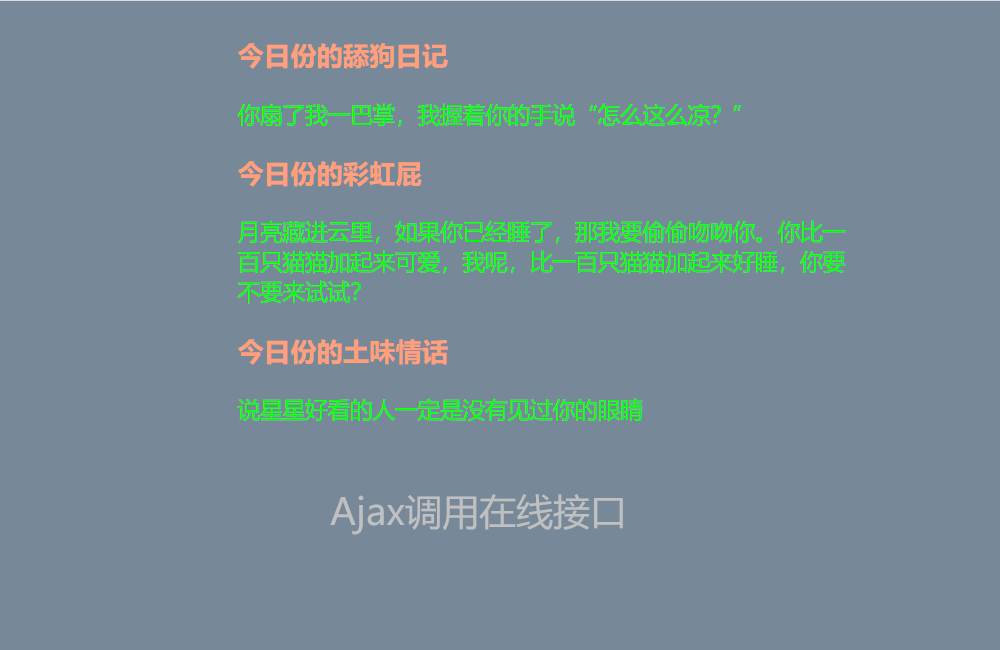 今日份的舔狗日记
你扇了我一巴掌，我握着你的手说“怎么这么凉？”
今日份的彩虹屁
月亮藏进云里，如果你已经睡了，那我要偷偷吻吻你。你比一
百只猫猫加起来可爱，我呢，比一百只猫猫加起来好睡，你要
不要来试试？
今日份的土味情话
说星星好看的人一定是没有见过你的眼睛
Ajax调用在线接口